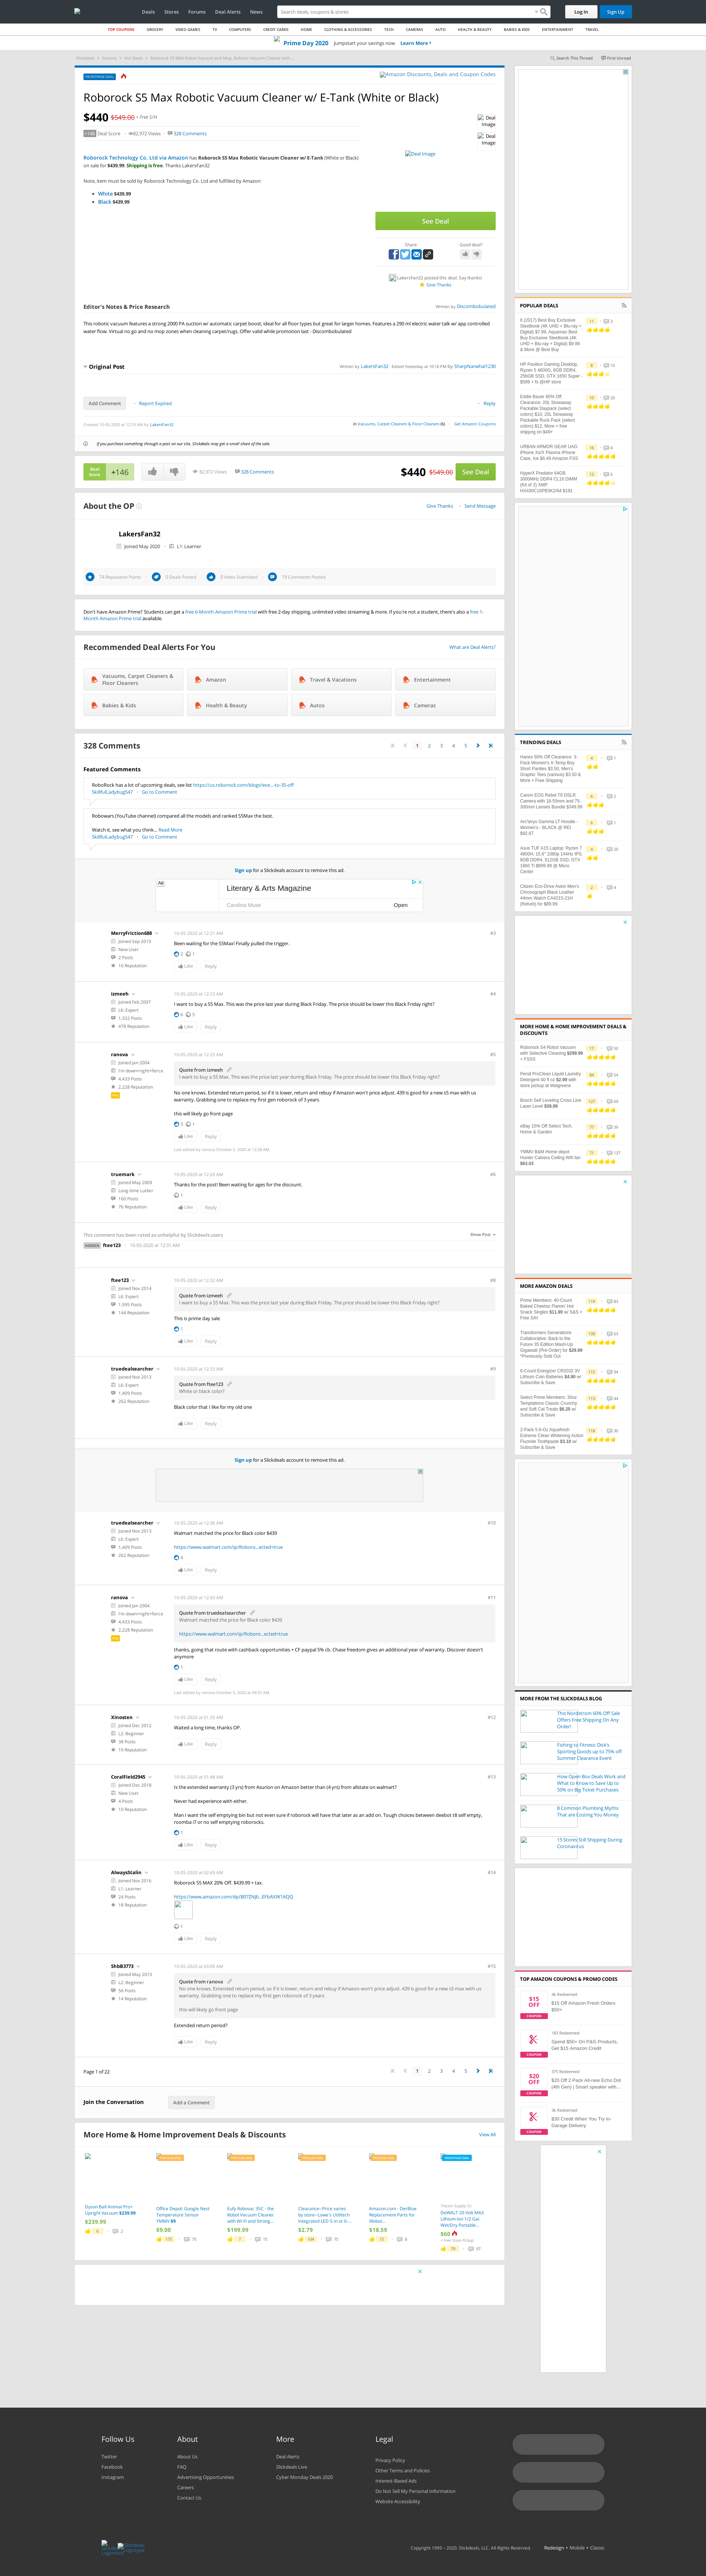 Deals Stores Forums Deal Alerts News
Search deals, coupons & stores
Log In Sign Up
TOP COUPONS GROCERY VIDEO GAMES TV COMPUTERS CREDIT CARDS HOME CLOTHING & ACCESSORIES TECH CAMERAS AUTO HEALTH & BEAUTY BABIES & KIDS ENTERTAINMENT TRAVEL
Prime Day 2020 Jumpstart your savings now Learn More
Search This Thread First Unread
FRONTPAGE DEAL
Amazon Discounts, Deals and Coupon Codes
Roborock S5 Max Robotic Vacuum Cleaner w/ E-Tank (White or Black)
$440 $549.00 + Free S/H
+146 Deal Score 82,972 Views 328 Comments
Deal Image
Deal Image
Deal Image
Roborock Technology Co. Ltd via Amazon has Roborock S5 Max Robotic Vacuum Cleaner w/ E-Tank (White or Black) on sale for $439.99. Shipping is free. Thanks LakersFan32
Note, item must be sold by Roborock Technology Co. Ltd and fulfilled by Amazon
White $439.99
Black $439.99
See Deal
Share Good deal?
LakersFan32 posted this deal. Say thanks!
Give Thanks
Editor's Notes & Price Research
Written by Discombobulated
This robotic vacuum features a strong 2000 PA suction w/ automatic carpet boost, ideal for all floor types but great for larger homes. Features a 290 ml electric water tank w/ app controlled water flow. Virtual no go and no mop zones when cleaning carpet/rugs. Offer valid for promotion last - Discombobulated
Original Post
Written by LakersFan32 Edited Yesterday at 10:10 PM by SharpNarwhal1230
Add Comment Report Expired Reply
Created 10-05-2020 at 12:10 AM by LakersFan32
in Vacuums, Carpet Cleaners & Floor Cleaners (6) Get Amazon Coupons
If you purchase something through a post on our site, Slickdeals may get a small share of the sale.
Deal Score +146 82,972 Views 328 Comments $440 $549.00 See Deal
About the OP
Give Thanks Send Message
LakersFan32
Joined May 2020 L1: Learner
74 Reputation Points 0 Deals Posted 0 Votes Submitted 19 Comments Posted
Don't have Amazon Prime? Students can get a free 6-Month Amazon Prime trial with free 2-day shipping, unlimited video streaming & more. If you're not a student, there's also a free 1-Month Amazon Prime trial available.
Recommended Deal Alerts For You
What are Deal Alerts?
Vacuums, Carpet Cleaners & Floor Cleaners
Amazon
Travel & Vacations
Entertainment
Babies & Kids
Health & Beauty
Autos
Cameras
328 Comments
1 2 3 4 5
Featured Comments
RoboRock has a lot of upcoming deals, see list https://us.roborock.com/blogs/eve...-to-35-off
SkillfulLadybug547 Go to Comment
Robowars (YouTube channel) compare all the models and ranked S5Max the best.
Watch it, see what you think... Read More
SkillfulLadybug547 Go to Comment
Sign up for a Slickdeals account to remove this ad.
Ad
Literary & Arts Magazine
Carolina Muse
Open
MerryFriction688
Joined Sep 2019
New User
2 Posts
10 Reputation
10-05-2020 at 12:21 AM #3
Been waiting for the S5Max! Finally pulled the trigger.
2 1
Like Reply
izmeeh
Joined Feb 2007
L6: Expert
1,332 Posts
478 Reputation
10-05-2020 at 12:23 AM #4
I want to buy a S5 Max. This was the price last year during Black Friday. The price should be lower this Black Friday right?
Like Reply
ranova
Joined Jan 2004
I'm down+right+fierce
4,433 Posts
2,228 Reputation
10-05-2020 at 12:25 AM #5
Quote from izmeeh
I want to buy a S5 Max. This was the price last year during Black Friday. The price should be lower this Black Friday right?
No one knows, Extended return period, so if it is lower, return and rebuy if Amazon won't price adjust. 439 is good for a new s5 max with us warranty. Grabbing one to replace my first gen roborock of 3 years
this will likely go front page
5 1
Like Reply
Last edited by ranova October 5, 2020 at 12:28 AM
truemark
Joined May 2009
Long-time Lurker
160 Posts
76 Reputation
10-05-2020 at 12:28 AM #6
Thanks for the post! Been waiting for ages for the discount.
1
Like Reply
This comment has been rated as unhelpful by Slickdeals users
Show Post
HIDDEN ftee123 10-05-2020 at 12:31 AM
ftee123
Joined Nov 2014
L6: Expert
1,995 Posts
144 Reputation
10-05-2020 at 12:32 AM #8
Quote from izmeeh
I want to buy a S5 Max. This was the price last year during Black Friday. The price should be lower this Black Friday right?
This is prime day sale
1
Like Reply
truedealsearcher
Joined Nov 2013
L6: Expert
1,409 Posts
262 Reputation
10-05-2020 at 12:33 AM #9
Quote from ftee123
White or black color?
Black color that I like for my old one
Like Reply
Sign up for a Slickdeals account to remove this ad.
truedealsearcher
Joined Nov 2013
L6: Expert
1,409 Posts
262 Reputation
10-05-2020 at 12:36 AM #10
Walmart matched the price for Black color $439
https://www.walmart.com/ip/Roboro...ected=true
4
Like Reply
ranova
Joined Jan 2004
I'm down+right+fierce
4,433 Posts
2,228 Reputation
10-05-2020 at 12:43 AM #11
Quote from truedealsearcher
Walmart matched the price for Black color $439
https://www.walmart.com/ip/Roboro...ected=true
thanks, going that route with cashback opportunities + CF paypal 5% cb. Chase freedom gives an additional year of warranty. Discover doesn't anymore
1
Like Reply
Xinosten
Joined Dec 2012
L2: Beginner
38 Posts
10 Reputation
10-05-2020 at 01:35 AM #12
Waited a long time, thanks OP.
Like Reply
CoralField2945
Joined Dec 2018
New User
4 Posts
10 Reputation
10-05-2020 at 01:48 AM #13
Is the extended warranty (3 yrs) from Asurion on Amazon better than (4 yrs) from allstate on walmart?
Never had experience with either.
Man I want the self emptying bin but not even sure if roborock will have that later as an add on or all built in one. Tough choices between deebot t8 self empty, roomba i7 or no self emptying roborocks.
1
Like Reply
AlwaysStalin
Joined Nov 2016
L1: Learner
24 Posts
18 Reputation
10-05-2020 at 02:49 AM #14
Roborock S5 MAX 20% Off: $439.99 + tax.
https://www.amazon.com/dp/B07ZNJ6...EFbAXW1AQQ
1
Like Reply
ShbB3773
Joined May 2015
L2: Beginner
56 Posts
14 Reputation
10-05-2020 at 03:06 AM #15
Quote from ranova
No one knows, Extended return period, so if it is lower, return and rebuy if Amazon won't price adjust. 439 is good for a new s5 max with us warranty. Grabbing one to replace my first gen roborock of 3 years
this will likely go front page
Extended return period?
Like Reply
Page 1 of 22
1 2 3 4 5
Join the Conversation
Add a Comment
More Home & Home Improvement Deals & Discounts
View All
Dyson Ball Animal Pro+ Upright Vacuum $239.99
$239.99
Office Depot: Google Nest Temperature Sensor YMMV $9
$9.00
Eufy Robovac 35C - the Robot Vacuum Cleaner with Wi-Fi and Strong...
$199.99
Clearance: Price varies by store--Lowe's Utilitech Integrated LED 5-in or 6-...
$2.79
Amazon.com - DerBlue Replacement Parts for iRobot...
$18.59
Tractor Supply Co
DeWALT 20 Volt MAX Lithium-Ion 1/2 Gal. Wet/Dry Portable...
$60
+ Free Store Pickup
POPULAR DEALS
It (2017) Best Buy Exclusive Steelbook (4K UHD + Blu-ray + Digital) $7.99, Aquaman Best Buy Exclusive Steelbook (4K UHD + Blu-ray + Digital) $9.99 & More @ Best Buy
HP Pavilion Gaming Desktop, Ryzen 5 4600G, 8GB DDR4, 256GB SSD, GTX 1650 Super - $599 + fs @HP store
Eddie Bauer 60% Off Clearance: 20L Stowaway Packable Daypack (select colors) $10, 20L Stowaway Packable Ruck Pack (select colors) $12, More + free shipping on $49+
URBAN ARMOR GEAR UAG iPhone Xs/X Plasma iPhone Case, Ice $6.49 Amazon FSS
HyperX Predator 64GB 3000MHz DDR4 CL16 DIMM (Kit of 2) XMP HX430C16PB3K2/64 $191
TRENDING DEALS
Hanes 50% Off Clearance: 3-Pack Women's X-Temp Boy Short Panties $3.50, Men's Graphic Tees (various) $3.50 & More + Free Shipping
Canon EOS Rebel T6 DSLR Camera with 18-55mm and 75-300mm Lenses Bundle $349.99
Arc'teryx Gamma LT Hoodie - Women's - BLACK @ REI $92.87
Asus TUF A15 Laptop: Ryzen 7 4800H, 15.6" 1080p 144Hz IPS, 8GB DDR4, 512GB SSD, GTX 1660 Ti $899.99 @ Micro Center
Citizen Eco-Drive Avion Men's Chronograph Black Leather 44mm Watch CA4215-21H (Refurb) for $89.99
MORE HOME & HOME IMPROVEMENT DEALS & DISCOUNTS
Roborock S4 Robot Vacuum with Selective Cleaning $299.99 + FSSS
Persil ProClean Liquid Laundry Detergent 40 fl oz $2.99 with store pickup at Walgreens
Bosch Self Leveling Cross Line Laser Level $39.99
eBay 15% Off Select Tech, Home & Garden
YMMV B&M Home depot Hunter Calvera Ceiling Wifi fan $63.03
MORE AMAZON DEALS
Prime Members: 40-Count Baked Cheetos Flamin' Hot Snack Singles $11.90 w/ S&S + Free S/H
Transformers Generations Collaborative: Back to the Future 35 Edition Mash-Up Gigawatt (Pre-Order) for $29.99 *Previously Sold Out
6-Count Energizer CR2032 3V Lithium Coin Batteries $4.90 w/ Subscribe & Save
Select Prime Members: 30oz Temptations Classic Crunchy and Soft Cat Treats $6.25 w/ Subscribe & Save
2-Pack 5.6-Oz Aquafresh Extreme Clean Whitening Action Fluoride Toothpaste $3.10 w/ Subscribe & Save
MORE FROM THE SLICKDEALS BLOG
This Nordstrom 60% Off Sale Offers Free Shipping On Any Order!
Fishing to Fitness: Dick's Sporting Goods up to 75% off Summer Clearance Event
How Open Box Deals Work and What to Know to Save Up to 50% on Big Ticket Purchases
8 Common Plumbing Myths That are Costing You Money
15 Stores Still Shipping During Coronavirus
TOP AMAZON COUPONS & PROMO CODES
$15 OFF
COUPON
$15 Off Amazon Fresh Orders $50+
COUPON
183 Redeemed
Spend $50+ On P&G Products, Get $15 Amazon Credit
$20 OFF
COUPON
375 Redeemed
$20 Off 2 Pack All-new Echo Dot (4th Gen) | Smart speaker with...
COUPON
$30 Credit When You Try In-Garage Delivery
Follow Us
Twitter
Facebook
Instagram
About
About Us
FAQ
Advertising Opportunities
Careers
Contact Us
More
Deal Alerts
Slickdeals Live
Cyber Monday Deals 2020
Legal
Privacy Policy
Other Terms and Policies
Interest-Based Ads
Do Not Sell My Personal Information
Website Accessibility
Copyright 1999 - 2020. Slickdeals, LLC. All Rights Reserved. Redesign • Mobile • Classic